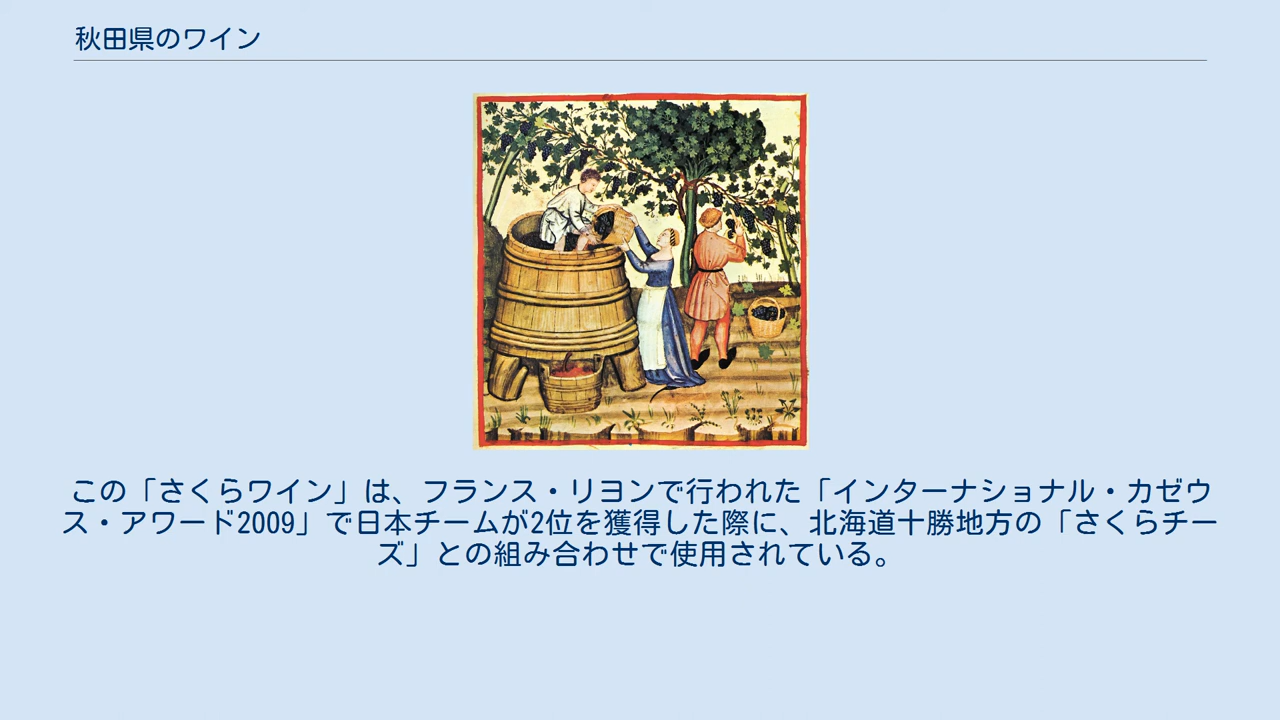 秋田県のワイン
この「さくらワイン」は、フランス・リヨンで行われた「インターナショナル・カゼウ
ス・アワード2009」で日本チームが2位を獲得した際に、北海道十勝地方の「さくらチー
ズ」との組み合わせで使用されている。